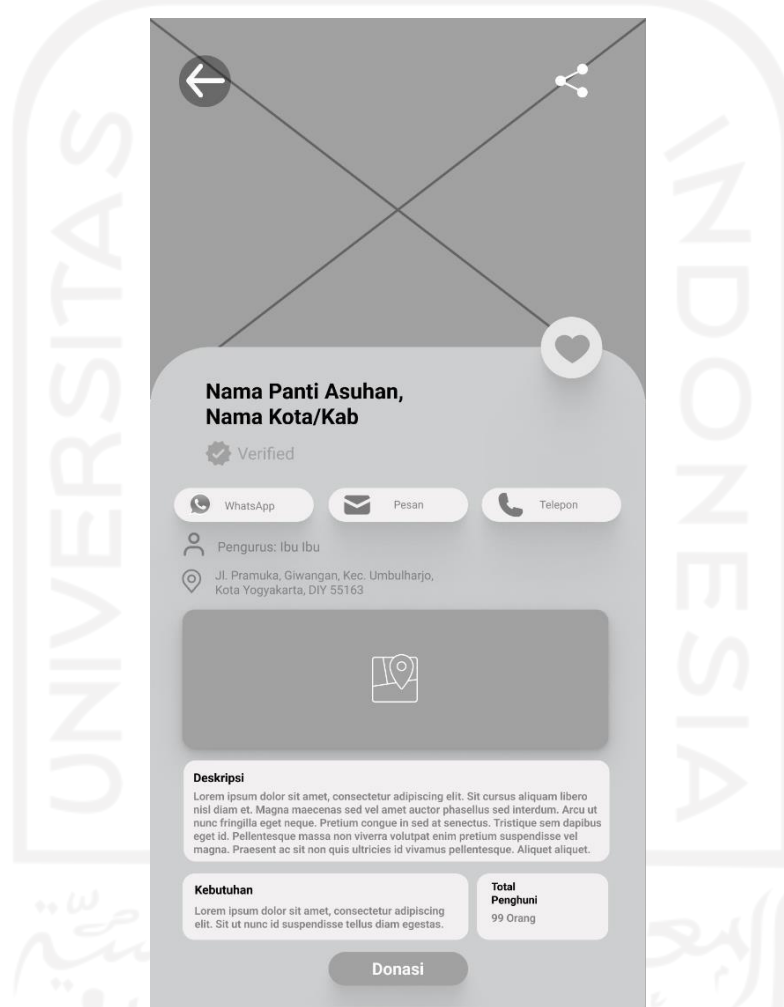 UNIVERSITAS
INDONESIA
Nama Panti Asuhan,
Nama Kota/Kab
Verified
WhatsApp
Pesan
Telepon
Pengurus: Ibu Ibu
Jl. Pramuka, Giwangan, Kec. Umbulharjo,
Kota Yogyakarta, DIY 55163
Deskripsi
Lorem ipsum dolor sit amet, consectetur adipiscing elit. Sit cursus aliquam libero
nisl diam et. Magna maecenas sed vel amet auctor phasellus sed interdum. Arcu ut
nunc fringilla eget neque. Pretium congue in sed at senectus. Tristique sem dapibus
eget id. Pellentesque massa non viverra volutpat enim pretium suspendisse vel
magna. Praesent ac sit non quis ultricies id vivamus pellentesque. Aliquet aliquet.
Kebutuhan
Lorem ipsum dolor sit amet, consectetur adipiscing
elit. Sit ut nunc id suspendisse tellus diam egestas.
Total
Penghuni
99 Orang
Donasi